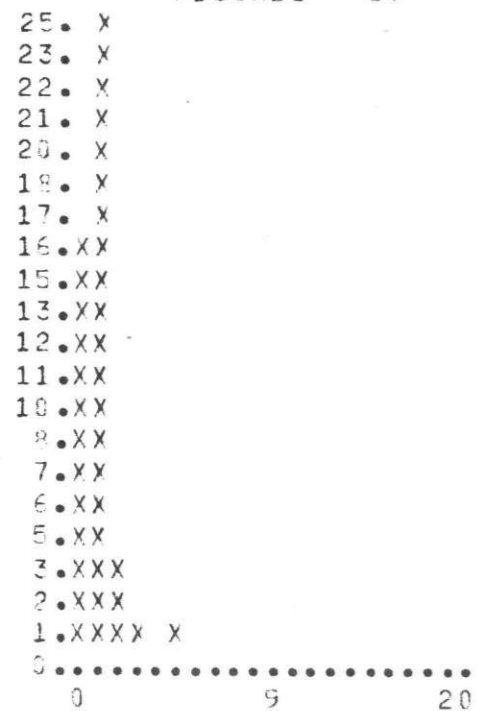 25. X
23. X
22. X
21. X
20. X
18. X
17. X
16.XX
15.XX
13.XX
12.XX
11.XX
10.XX
8.XX
7.XX
6.XX
5.XX
3.XXX
2.XXX
1.XXXX X
0......................
0 9 20